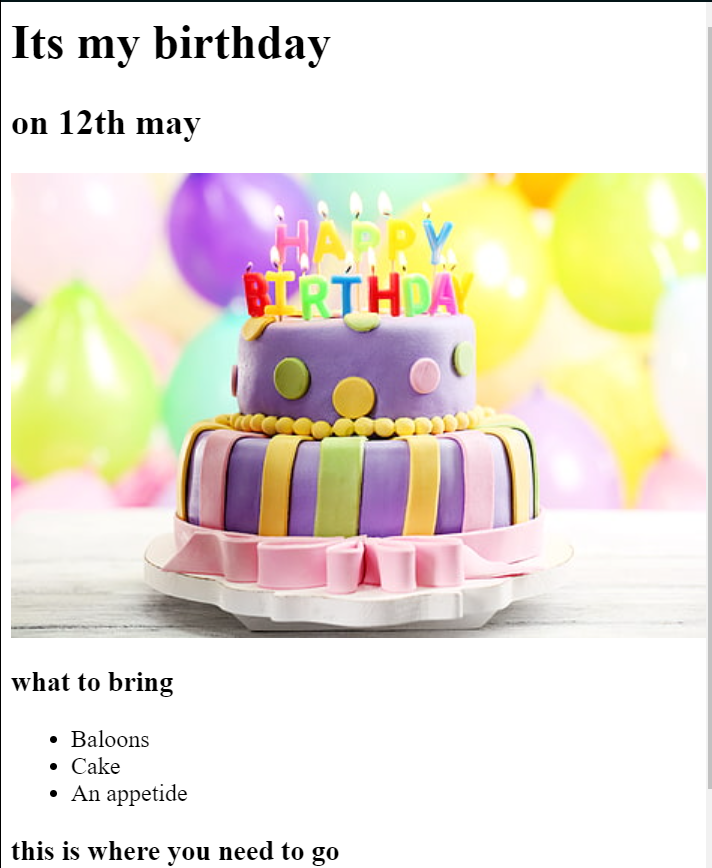 Its my birthday
on 12th may
HAPPY
BIRTHDAY
what to bring
Baloons
Cake
An appetide
this is where you need to go